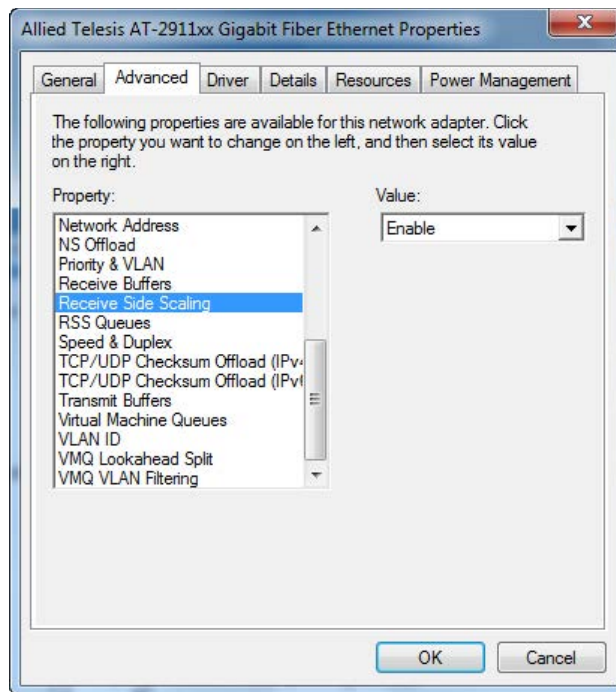 Allied Telesis AT-2911xx Gigabit Fiber Ethernet Properties
General Advanced Driver Details Resources Power Management
The following properties are available for this network adapter. Click
the property you want to change on the left, and then select its value
on the right.
Property:
Value:
Network Address
NS Offload
Priority & VLAN
Receive Buffers
Receive Side Scaling
RSS Queues
Speed & Duplex
TCP/UDP Checksum Offload (IPv4
TCP/UDP Checksum Offload (IPv
Transmit Buffers
Virtual Machine Queues
VLAN ID
VMQ Lookahead Split
VMQ VLAN Filtering
Enable
OK
Cancel